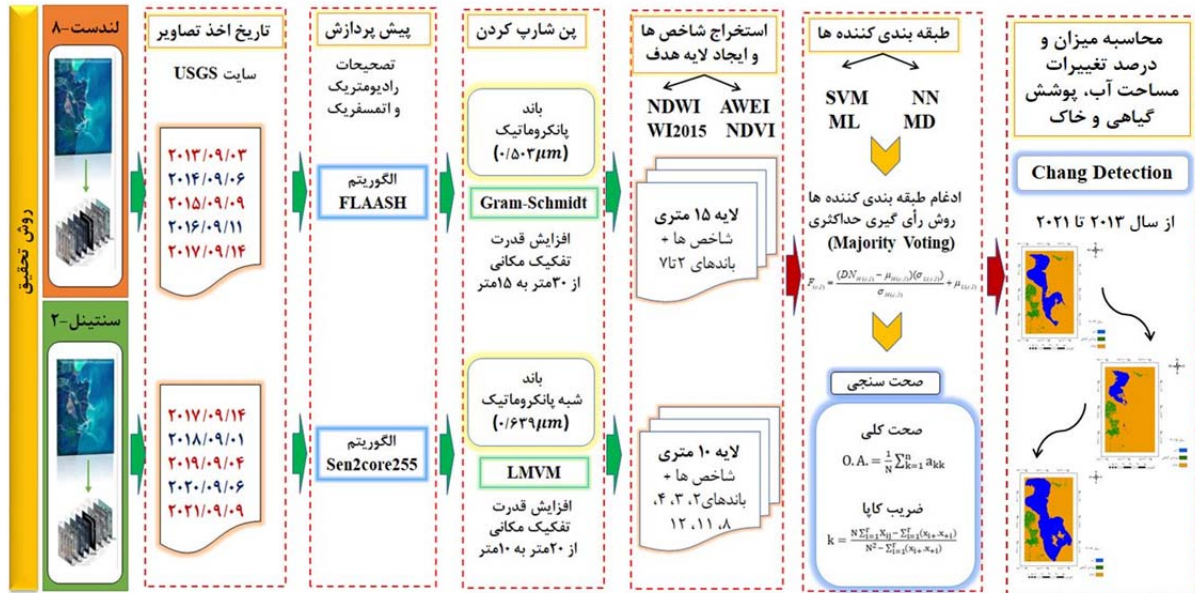 روش تحقیق
لندست-۸
سنتینل-۲
تاریخ اخذ تصاویر
سایت USGS
۲۰۱۳/۰۹/۰۳
۲۰۱۴/۰۹/۰۶
۲۰۱۵/۰۹/۰۹
۲۰۱۶/۰۹/۱۱
۲۰۱۷/۰۹/۱۴
۲۰۱۷/۰۹/۱۴
۲۰۱۸/۰۹/۰۱
۲۰۱۹/۰۹/۰۴
۲۰۲۰/۰۹/۰۶
۲۰۲۱/۰۹/۰۹
پیش پردازش
تصحیحات
رادیومتریک
و اتمسفریک
الگوریتم
FLAASH
الگوریتم
Sen2core255
پن شارپ کردن
باند
پانکروماتیک
(۰/۵۰۳μm)
Gram-Schmidt
افزایش قدرت
تفکیک مکانی
از ۳۰متر به ۱۵متر
باند
شبه پانکروماتیک
(۰/۶۳۹μm)
LMVM
افزایش قدرت
تفکیک مکانی
از ۲۰متر به ۱۰متر
استخراج شاخص ها
و ایجاد لایه هدف
NDWI AWEI
WI2015 NDVI
لایه ۱۵ متری
شاخص ها +
باندهای ۲تا۷
لایه ۱۰ متری
شاخص ها +
باندهای۲، ۳، ۴،
۸، ۱۱، ۱۲
طبقه بندی کننده ها
SVM NN
ML MD
ادغام طبقه بندی کننده ها
روش رأی گیری حداکثری
(Majority Voting)
صحت سنجی
صحت کلی
O. A. = 1/N ∑ⁿₖ₌₁ aₖₖ
ضریب کاپا
محاسبه میزان و
درصد تغییرات
مساحت آب، پوشش
گیاهی و خاک
Chang Detection
از سال ۲۰۱۳ تا ۲۰۲۱